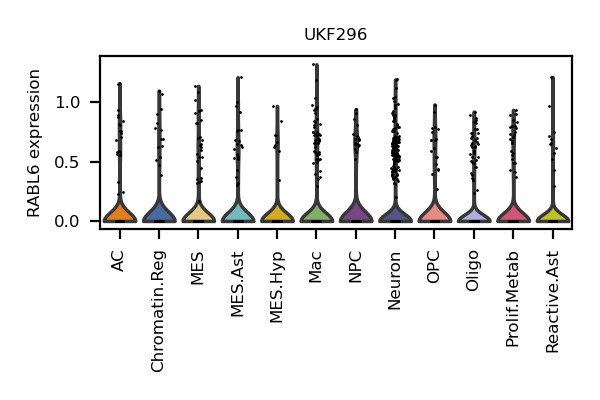 UKF296
RABL6 expression
1.0
0.5
0.0
AC
Chromatin.Reg
MES
MES.Ast
MES.Hyp
Mac
NPC
Neuron
OPC
Oligo
Prolif.Metab
Reactive.Ast